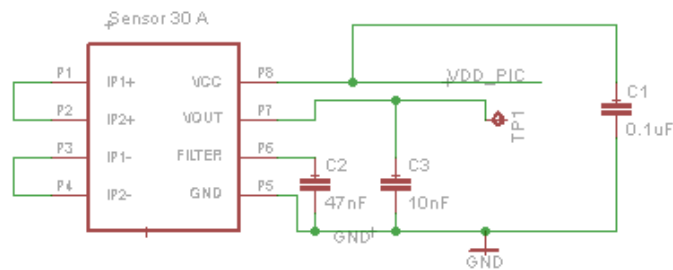 Sensor 30 A
P1 IP1+ VCC P8 VDD_PIC
P2 IP2+ VOUT P7 TP1
P3 IP1- FILTER P6
P4 IP2- GND P5
C1
0.1uF
C2
47nF
C3
10nF
GND
GND